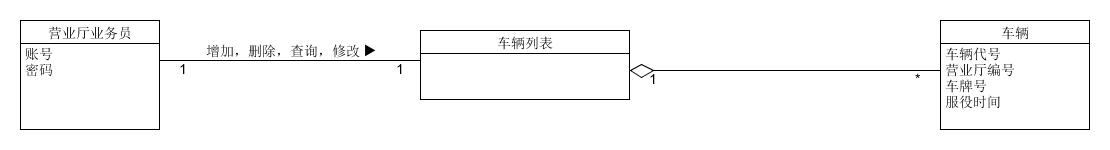 营业厅业务员
账号
密码
增加，删除，查询，修改 ▶
1
1
车辆列表
1
*
车辆
车辆代号
营业厅编号
车牌号
服役时间